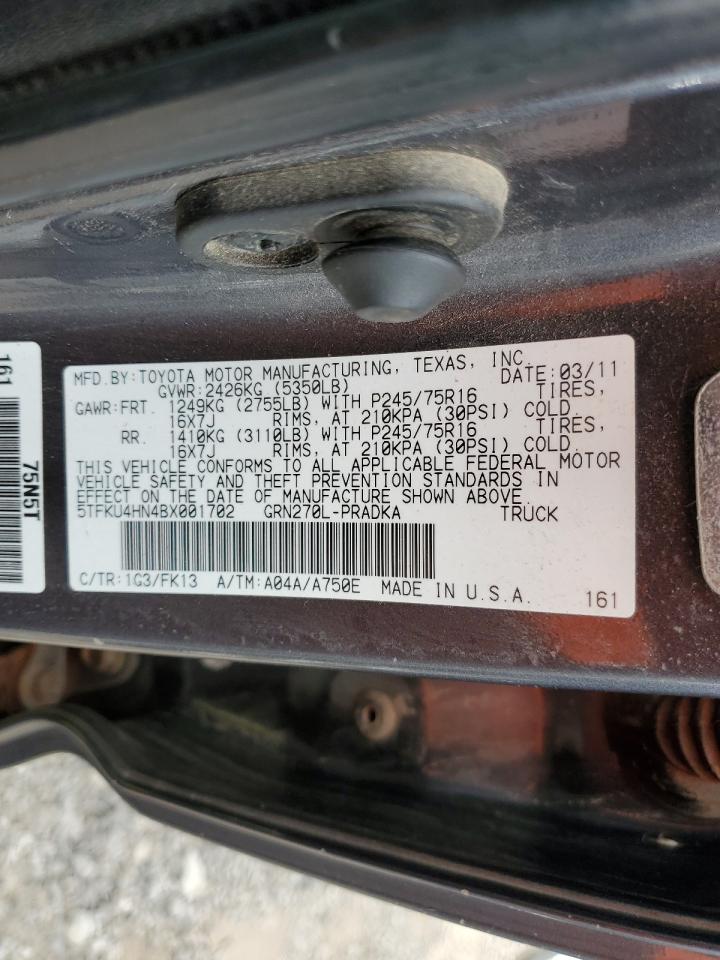 MFD.BY:TOYOTA MOTOR MANUFACTURING, TEXAS, INC.
GVWR:2426KG (5350LB) DATE:03/11
GAWR:FRT. 1249KG (2755LB) WITH P245/75R16 TIRES,
16X7J RIMS, AT 210KPA (30PSI) COLD.
RR. 1410KG (3110LB) WITH P245/75R16 TIRES,
16X7J RIMS, AT 210KPA (30PSI) COLD.
THIS VEHICLE CONFORMS TO ALL APPLICABLE FEDERAL MOTOR
VEHICLE SAFETY AND THEFT PREVENTION STANDARDS IN
EFFECT ON THE DATE OF MANUFACTURE SHOWN ABOVE.
5TFKU4HN4BX001702 GRN270L-PRADKA TRUCK
C/TR:1G3/FK13 A/TM:A04A/A750E MADE IN U.S.A. 161
161
75N5T